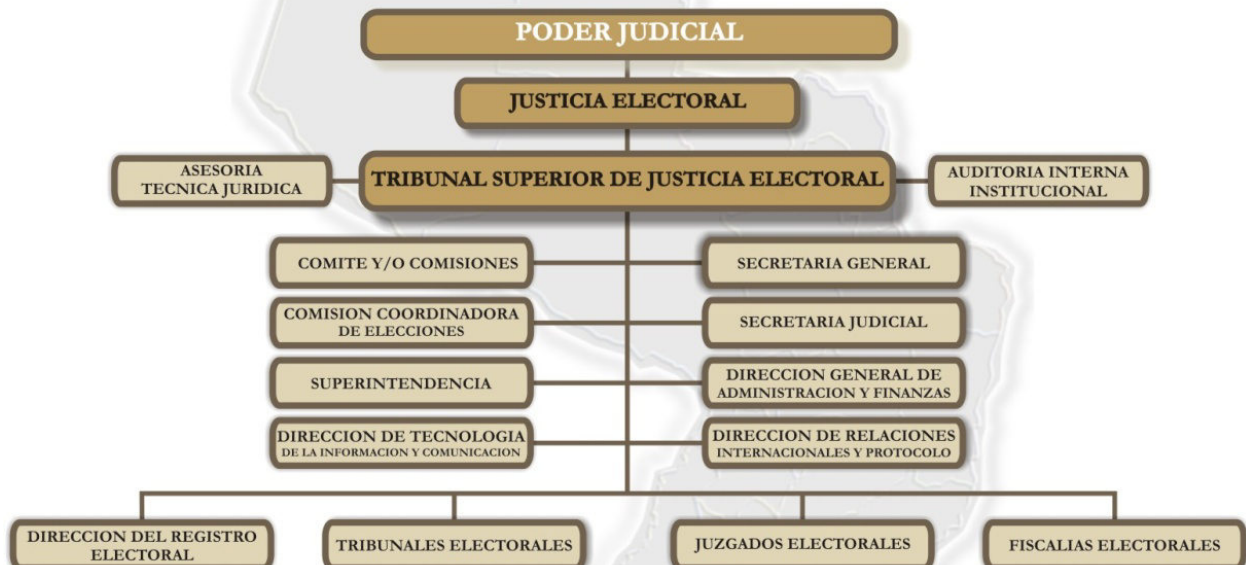 PODER JUDICIAL
JUSTICIA ELECTORAL
ASESORIA
TECNICA JURIDICA
TRIBUNAL SUPERIOR DE JUSTICIA ELECTORAL
AUDITORIA INTERNA
INSTITUCIONAL
COMITE Y/O COMISIONES
SECRETARIA GENERAL
COMISION COORDINADORA
DE ELECCIONES
SECRETARIA JUDICIAL
SUPERINTENDENCIA
DIRECCION GENERAL DE
ADMINISTRACION Y FINANZAS
DIRECCION DE TECNOLOGIA
DE LA INFORMACION Y COMUNICACION
DIRECCION DE RELACIONES
INTERNACIONALES Y PROTOCOLO
DIRECCION DEL REGISTRO
ELECTORAL
TRIBUNALES ELECTORALES
JUZGADOS ELECTORALES
FISCALIAS ELECTORALES